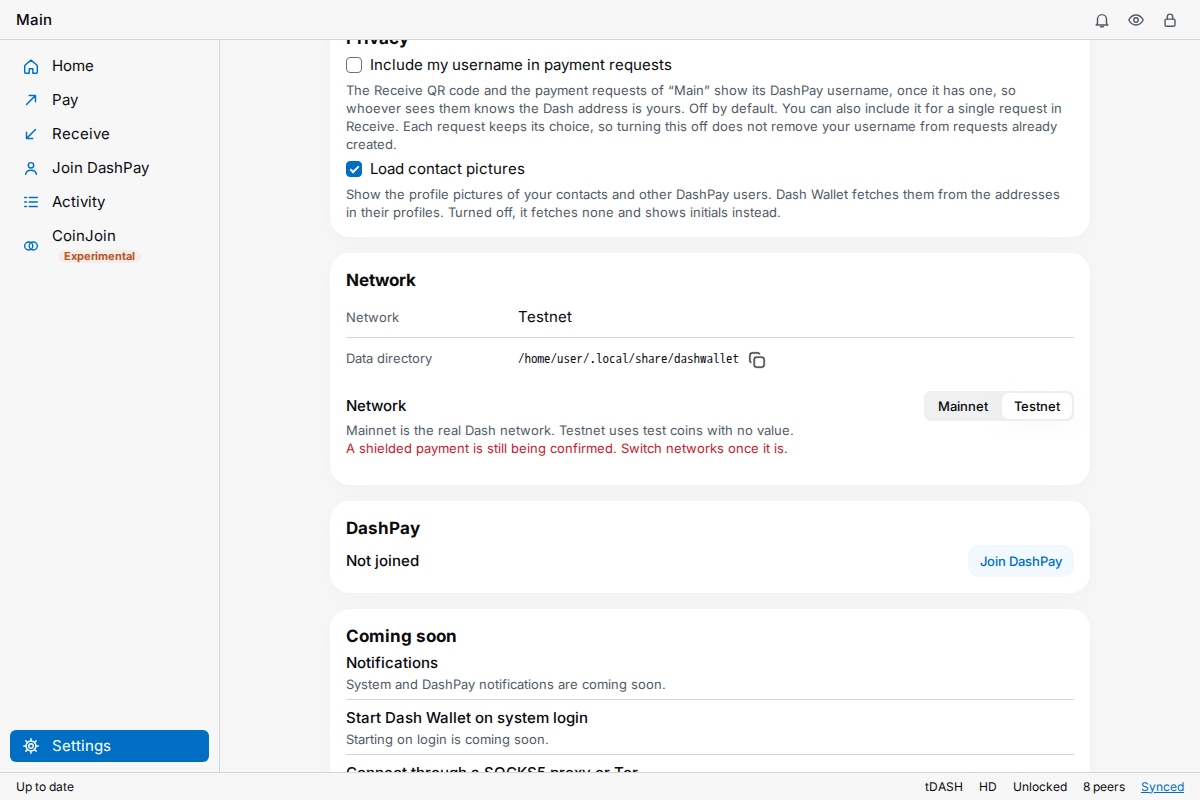 Main
Home
Pay
Receive
Join DashPay
Activity
CoinJoin
Experimental
Settings
Privacy
Include my username in payment requests
The Receive QR code and the payment requests of “Main” show its DashPay username, once it has one, so
whoever sees them knows the Dash address is yours. Off by default. You can also include it for a single request in
Receive. Each request keeps its choice, so turning this off does not remove your username from requests already
created.
Load contact pictures
Show the profile pictures of your contacts and other DashPay users. Dash Wallet fetches them from the addresses
in their profiles. Turned off, it fetches none and shows initials instead.
Network
Network Testnet
Data directory /home/user/.local/share/dashwallet
Network Mainnet Testnet
Mainnet is the real Dash network. Testnet uses test coins with no value.
A shielded payment is still being confirmed. Switch networks once it is.
DashPay
Not joined Join DashPay
Coming soon
Notifications
System and DashPay notifications are coming soon.
Start Dash Wallet on system login
Starting on login is coming soon.
Connect through a SOCKS5 proxy or Tor
Up to date tDASH HD Unlocked 8 peers Synced